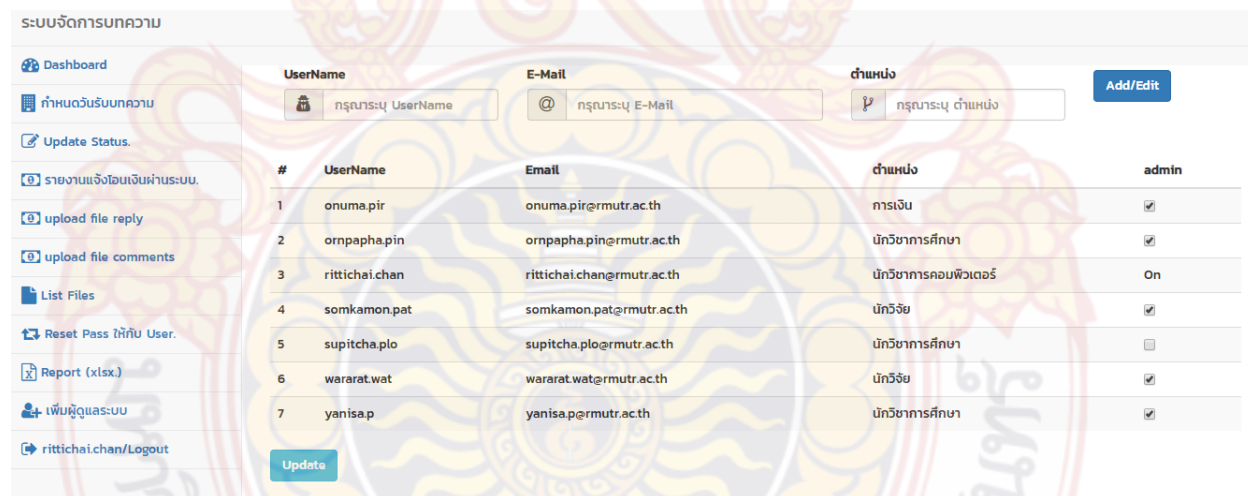 ระบบจัดการบทความ
Dashboard
กำหนดวันรับบทความ
Update Status.
รายงานแจ้งโอนเงินผ่านระบบ.
upload file reply
upload file comments
List Files
Reset Pass ให้กับ User.
Report (xlsx.)
เพิ่มผู้ดูแลระบบ
rittichai.chan/Logout
UserName E-Mail ตำแหน่ง
กรุณาระบุ UserName @ กรุณาระบุ E-Mail กรุณาระบุ ตำแหน่ง Add/Edit
# UserName Email ตำแหน่ง admin
1 onuma.pir onuma.pir@rmutr.ac.th การเงิน
2 ornpapha.pin ornpapha.pin@rmutr.ac.th นักวิชาการศึกษา
3 rittichai.chan rittichai.chan@rmutr.ac.th นักวิชาการคอมพิวเตอร์ On
4 somkamon.pat somkamon.pat@rmutr.ac.th นักวิจัย
5 supitcha.plo supitcha.plo@rmutr.ac.th นักวิชาการศึกษา
6 wararat.wat wararat.wat@rmutr.ac.th นักวิจัย
7 yanisa.p yanisa.p@rmutr.ac.th นักวิชาการศึกษา
Update